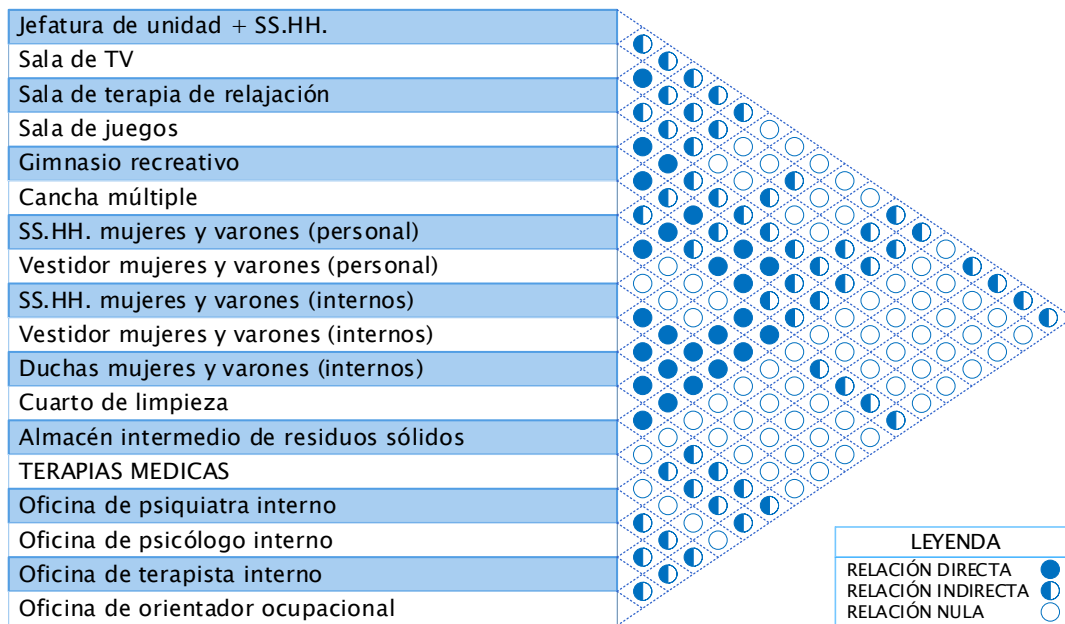 Jefatura de unidad + SS.HH.
Sala de TV
Sala de terapia de relajación
Sala de juegos
Gimnasio recreativo
Cancha múltiple
SS.HH. mujeres y varones (personal)
Vestidor mujeres y varones (personal)
SS.HH. mujeres y varones (internos)
Vestidor mujeres y varones (internos)
Duchas mujeres y varones (internos)
Cuarto de limpieza
Almacén intermedio de residuos sólidos
TERAPIAS MEDICAS
Oficina de psiquiatra interno
Oficina de psicólogo interno
Oficina de terapista interno
Oficina de orientador ocupacional
LEYENDA
RELACIÓN DIRECTA
RELACIÓN INDIRECTA
RELACIÓN NULA